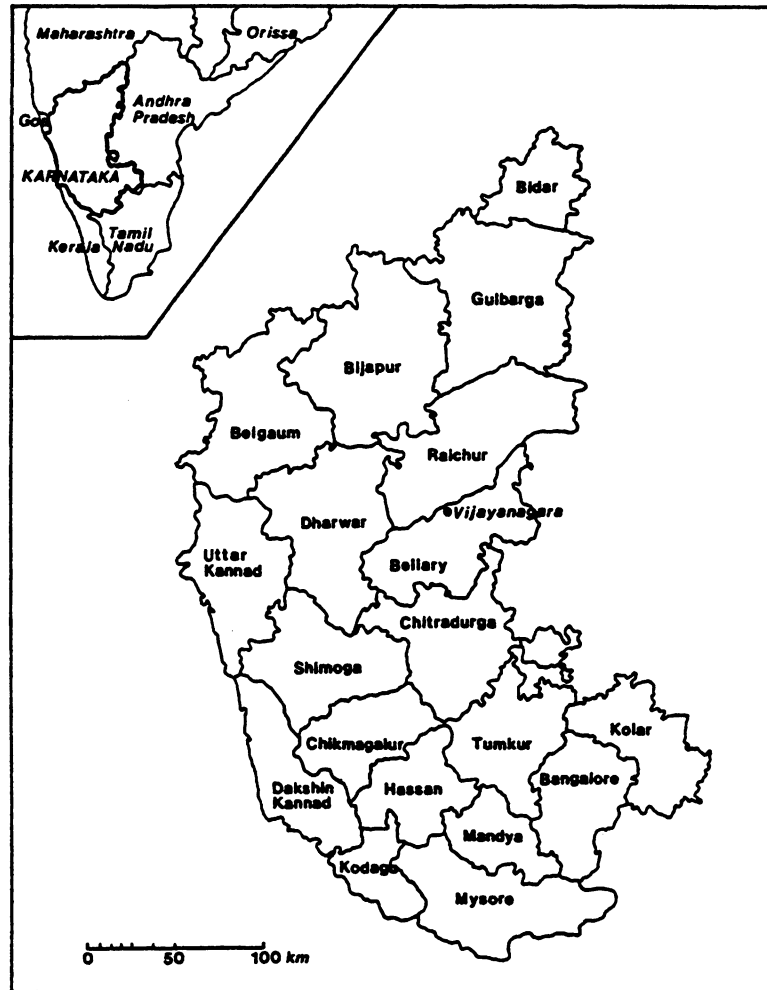 Maharashtra
Orissa
Andhra
Pradesh
Goa
KARNATAKA
Kerala
Tamil
Nadu
Bidar
Gulbarga
Bijapur
Belgaum
Raichur
Vijayanagara
Dharwar
Uttar
Kannad
Bellary
Chitradurga
Shimoga
Kolar
Chikmagalur
Tumkur
Bangalore
Dakshin
Kannad
Hassan
Mandya
Kodagu
Mysore
0 50 100 km